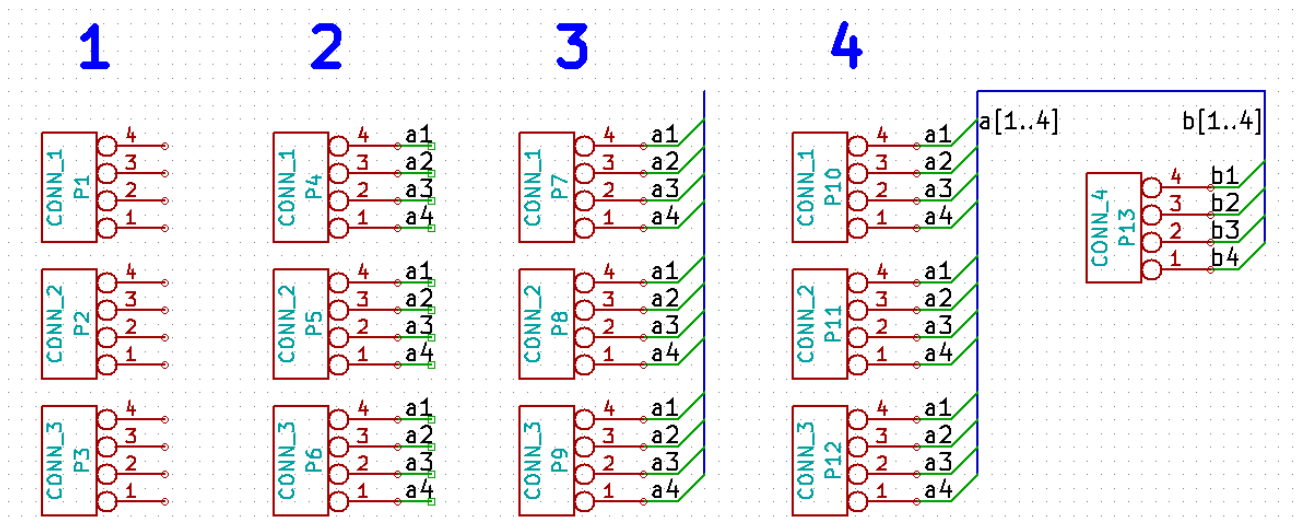 1 2 3 4
a[1..4] b[1..4]
CONN_1 P1 4 3 2 1
CONN_1 P4 4 a1 3 a2 2 a3 1 a4
CONN_1 P7 4 a1 3 a2 2 a3 1 a4
CONN_1 P10 4 a1 3 a2 2 a3 1 a4
CONN_4 P13 4 b1 3 b2 2 b3 1 b4
CONN_2 P2 4 3 2 1
CONN_2 P5 4 a1 3 a2 2 a3 1 a4
CONN_2 P8 4 a1 3 a2 2 a3 1 a4
CONN_2 P11 4 a1 3 a2 2 a3 1 a4
CONN_3 P3 4 3 2 1
CONN_3 P6 4 a1 3 a2 2 a3 1 a4
CONN_3 P9 4 a1 3 a2 2 a3 1 a4
CONN_3 P12 4 a1 3 a2 2 a3 1 a4